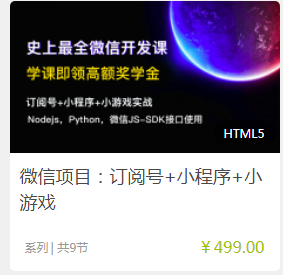 史上最全微信开发课
学课即领高额奖学金
订阅号+小程序+小游戏实战
Nodejs，Python，微信JS-SDK接口使用
HTML5
微信项目：订阅号+小程序+小
游戏
系列 | 共9节
￥499.00